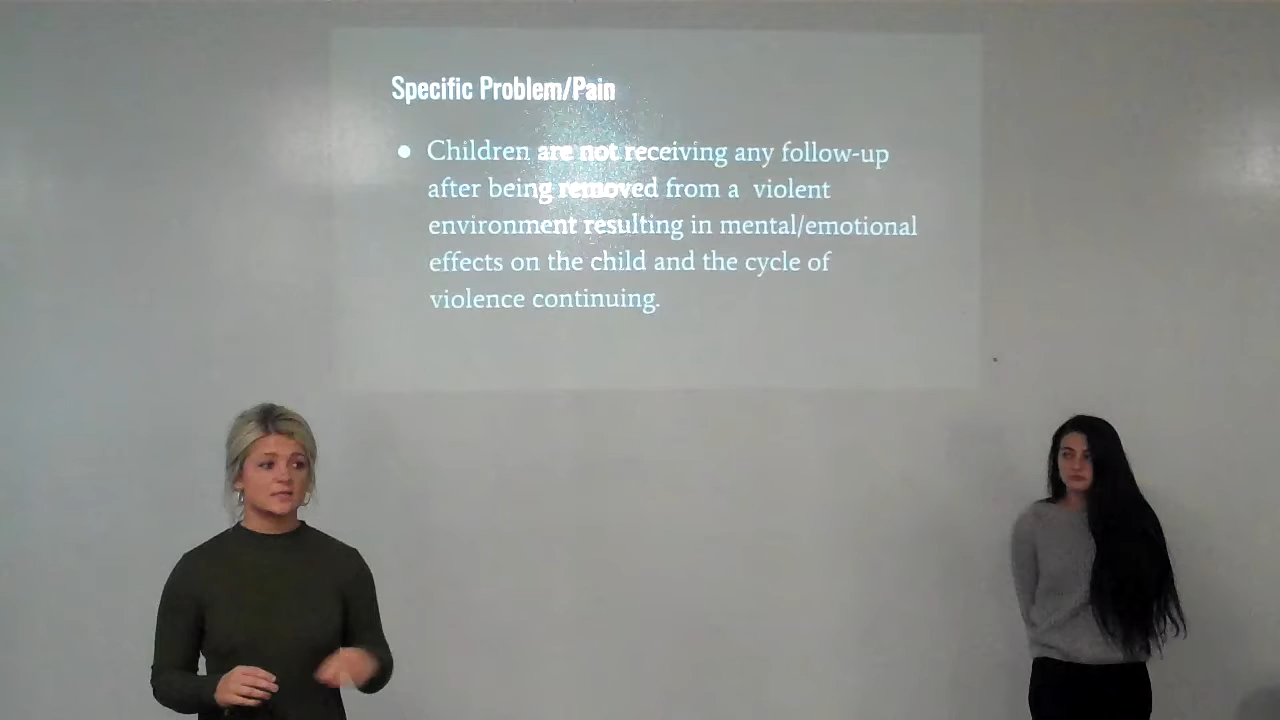 Specific Problem/Pain
● Children are not receiving any follow-up
after being removed from a violent
environment resulting in mental/emotional
effects on the child and the cycle of
violence continuing.